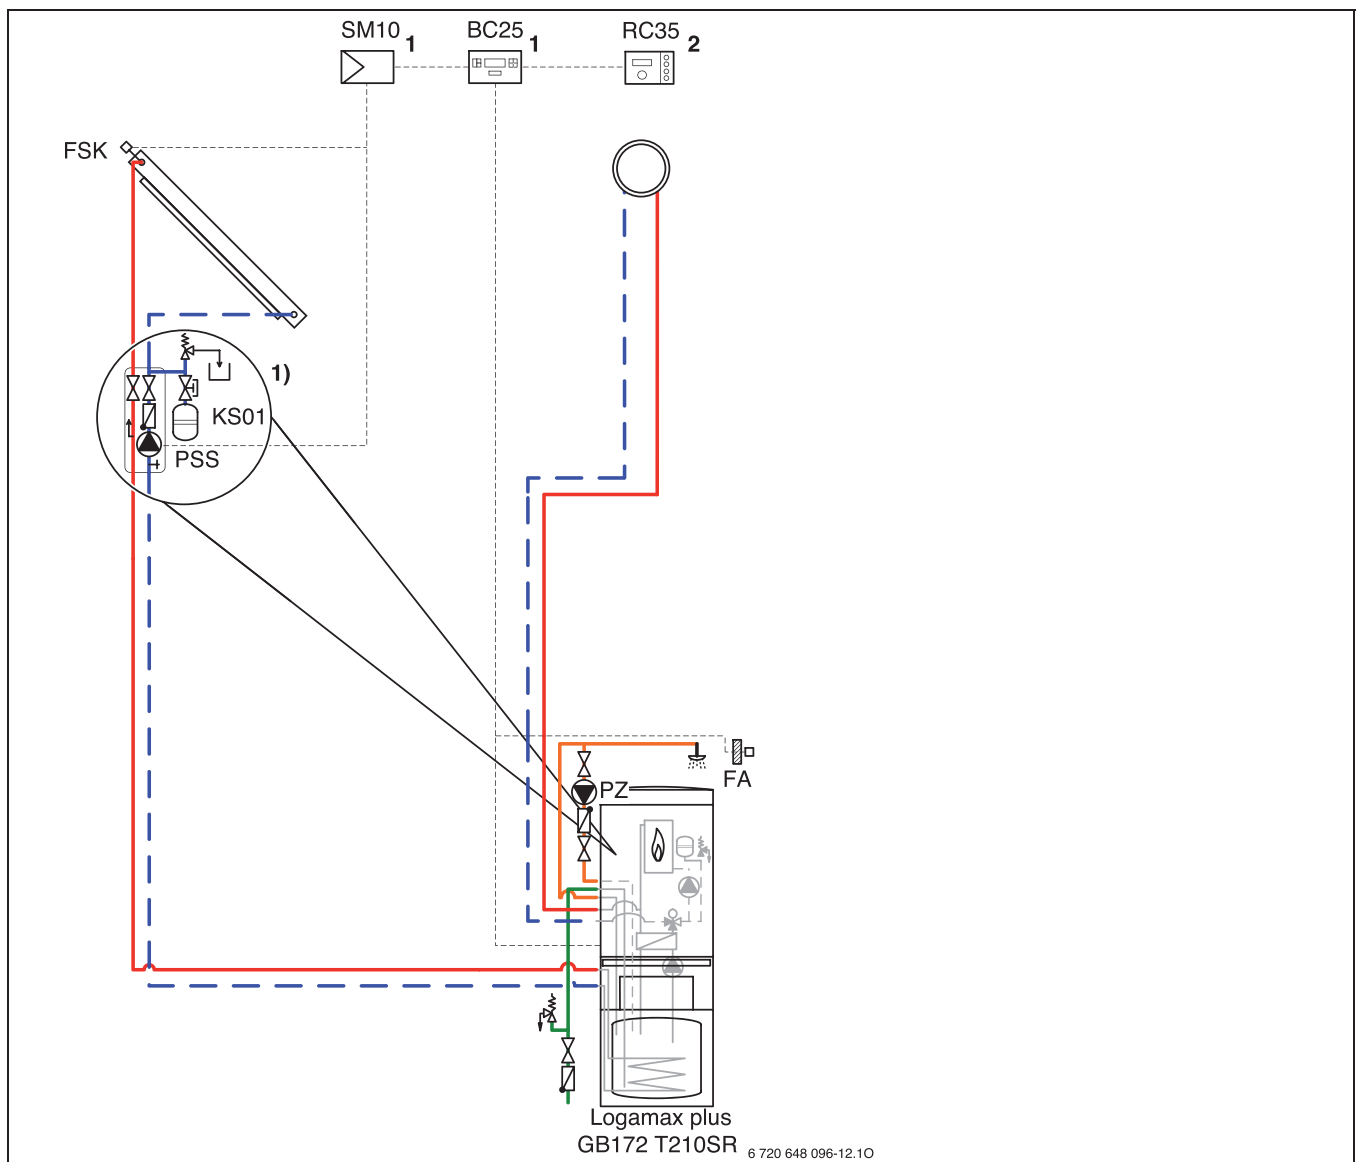 SM10 1
BC25 1
RC35 2
FSK
1)
KS01
PSS
FA
PZ
Logamax plus
GB172 T210SR
6 720 648 096-12.1O